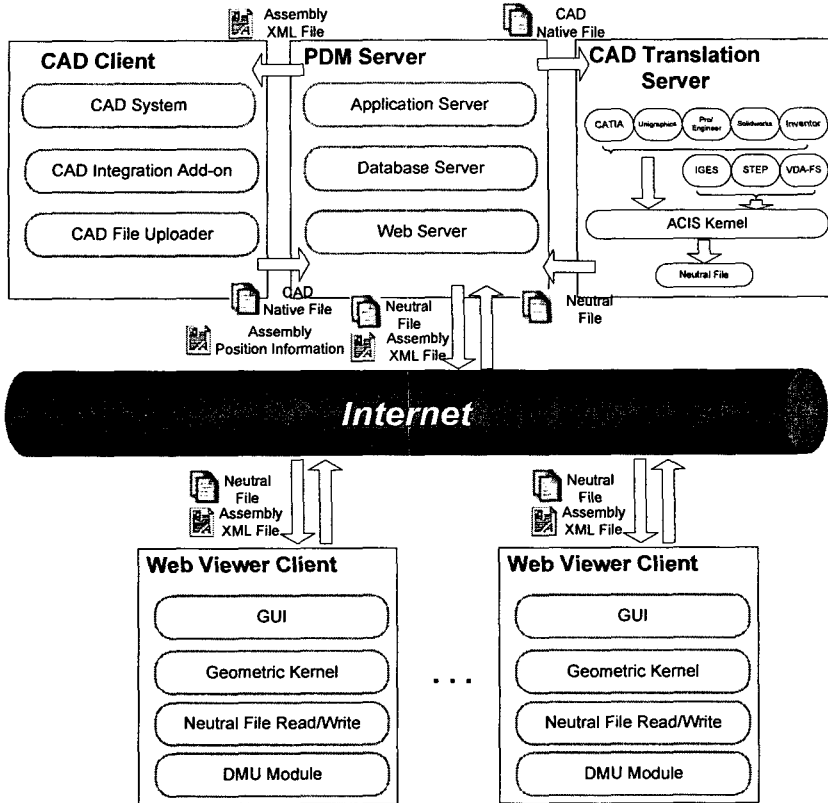 Assembly
XML File
CAD
Native File
CAD Client
CAD System
CAD Integration Add-on
CAD File Uploader
PDM Server
Application Server
Database Server
Web Server
CAD Translation
Server
CATIA
Unigraphics
Pro/
Engineer
Solidworks
Inventor
IGES
STEP
VDA-FS
ACIS Kernel
Neutral File
CAD
Native File
Assembly
Position Information
Neutral
File
Assembly
XML File
Neutral
File
Internet
Neutral
File
Assembly
XML File
Neutral
File
Assembly
XML File
Web Viewer Client
GUI
Geometric Kernel
Neutral File Read/Write
DMU Module
. . .
Web Viewer Client
GUI
Geometric Kernel
Neutral File Read/Write
DMU Module